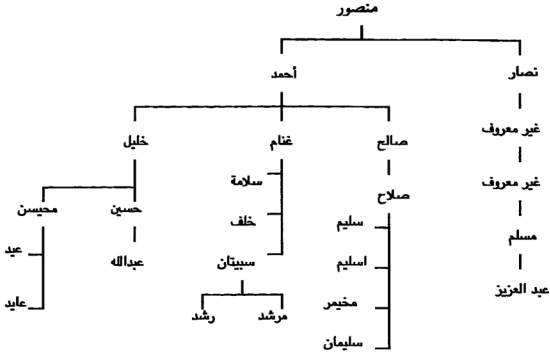 منصور
نصار
أحمد
غير معروف
صالح
غنام
خليل
غير معروف
صلاح
سلامة
حسين
محيسن
سليم
خلف
مسلم
عبدالله
عيد
اسليم
سبيتان
عبد العزيز
مخيمر
مرشد
رشد
عايد
سليمان